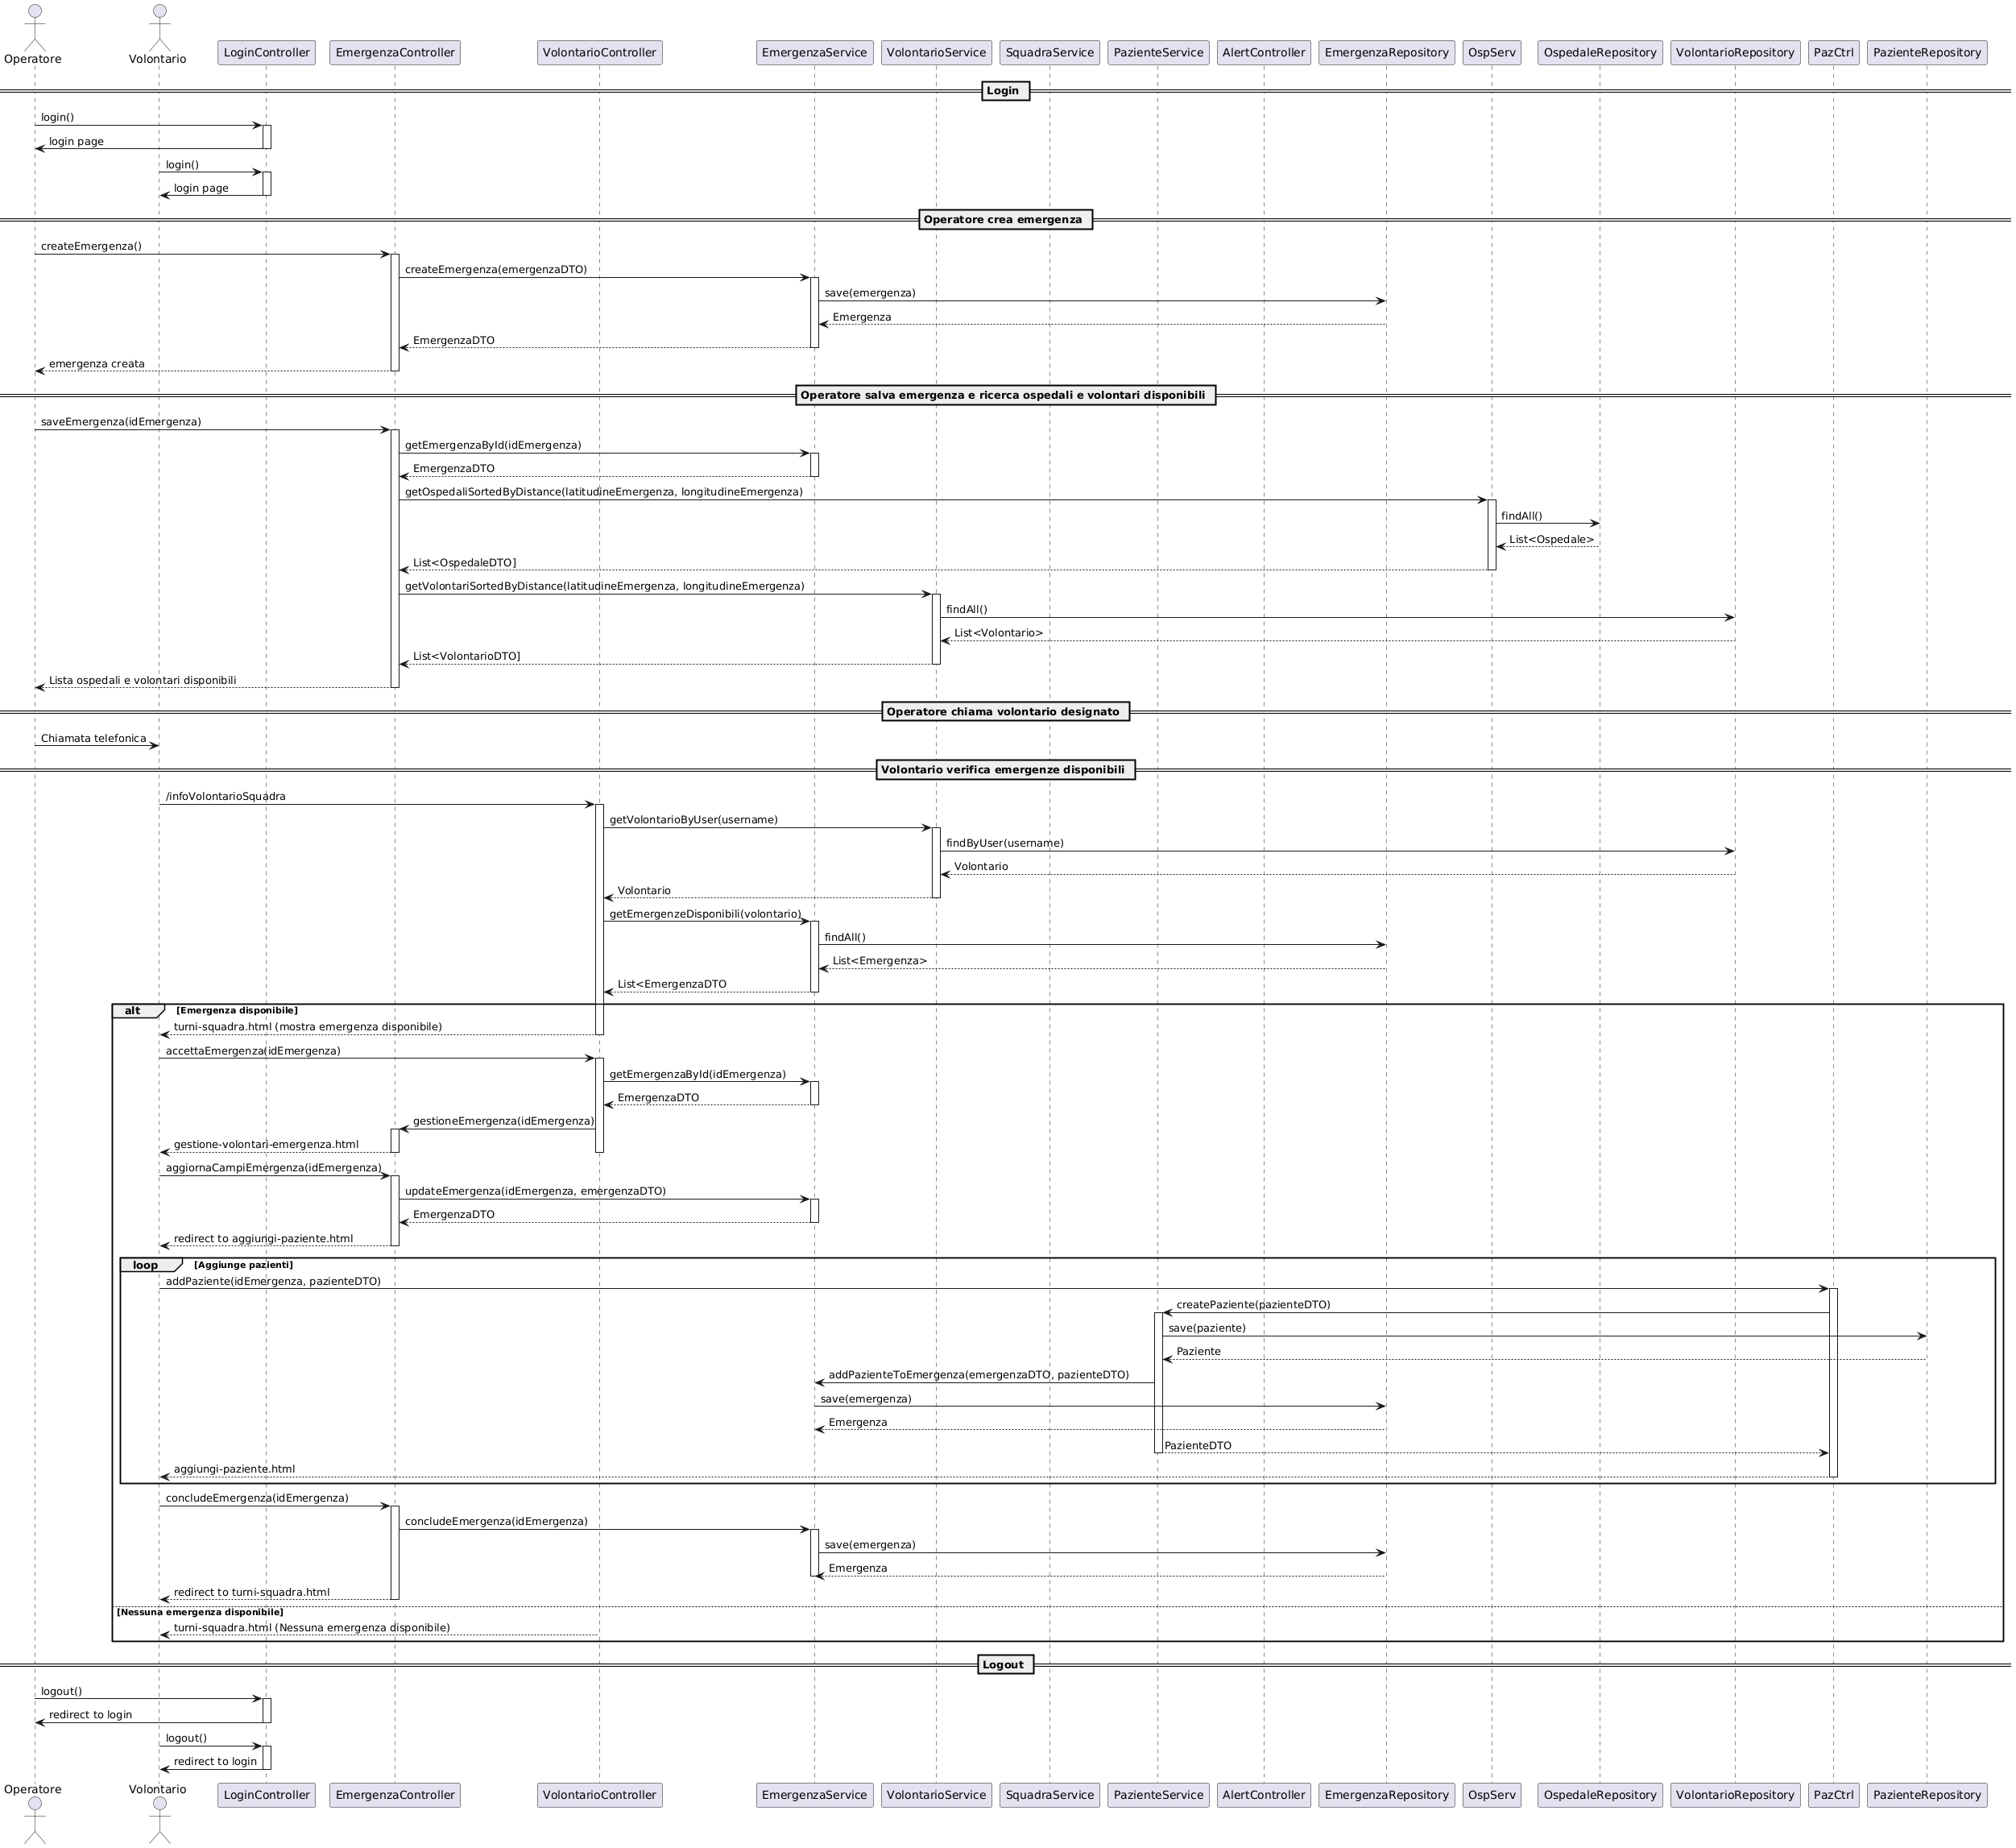 Operatore
Volontario
LoginController
EmergenzaController
VolontarioController
EmergenzaService
VolontarioService
SquadraService
PazienteService
AlertController
EmergenzaRepository
OspServ
OspedaleRepository
VolontarioRepository
PazCtrl
PazienteRepository
Login
login()
login page
login()
login page
Operatore crea emergenza
createEmergenza()
createEmergenza(emergenzaDTO)
save(emergenza)
Emergenza
EmergenzaDTO
emergenza creata
Operatore salva emergenza e ricerca ospedali e volontari disponibili
saveEmergenza(idEmergenza)
getEmergenzaById(idEmergenza)
EmergenzaDTO
getOspedaliSortedByDistance(latitudineEmergenza, longitudineEmergenza)
findAll()
List<Ospedale>
List<OspedaleDTO]
getVolontariSortedByDistance(latitudineEmergenza, longitudineEmergenza)
findAll()
List<Volontario>
List<VolontarioDTO]
Lista ospedali e volontari disponibili
Operatore chiama volontario designato
Chiamata telefonica
Volontario verifica emergenze disponibili
/infoVolontarioSquadra
getVolontarioByUser(username)
findByUser(username)
Volontario
Volontario
getEmergenzeDisponibili(volontario)
findAll()
List<Emergenza>
List<EmergenzaDTO
alt [Emergenza disponibile]
turni-squadra.html (mostra emergenza disponibile)
accettaEmergenza(idEmergenza)
getEmergenzaById(idEmergenza)
EmergenzaDTO
gestioneEmergenza(idEmergenza)
gestione-volontari-emergenza.html
aggiornaCampiEmergenza(idEmergenza)
updateEmergenza(idEmergenza, emergenzaDTO)
EmergenzaDTO
redirect to aggiungi-paziente.html
loop [Aggiunge pazienti]
addPaziente(idEmergenza, pazienteDTO)
createPaziente(pazienteDTO)
save(paziente)
Paziente
addPazienteToEmergenza(emergenzaDTO, pazienteDTO)
save(emergenza)
Emergenza
PazienteDTO
aggiungi-paziente.html
concludeEmergenza(idEmergenza)
concludeEmergenza(idEmergenza)
save(emergenza)
Emergenza
redirect to turni-squadra.html
[Nessuna emergenza disponibile]
turni-squadra.html (Nessuna emergenza disponibile)
Logout
logout()
redirect to login
logout()
redirect to login
Operatore
Volontario
LoginController
EmergenzaController
VolontarioController
EmergenzaService
VolontarioService
SquadraService
PazienteService
AlertController
EmergenzaRepository
OspServ
OspedaleRepository
VolontarioRepository
PazCtrl
PazienteRepository